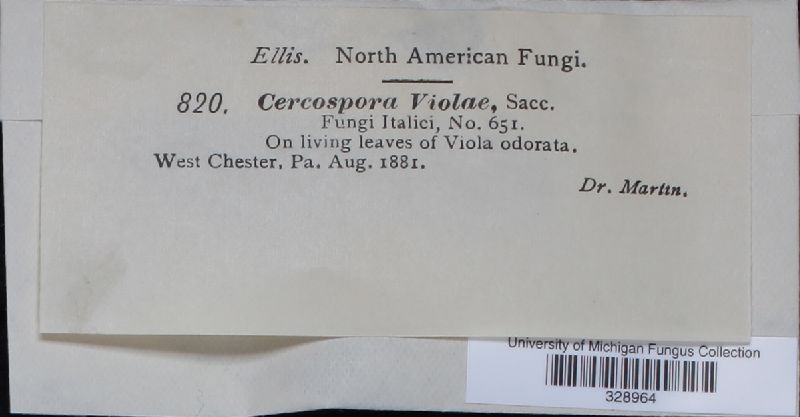 Ellis. North American Fungi.
820. Cercospora Violae, Sacc.
Fungi Italici, No. 651.
On living leaves of Viola odorata.
West Chester, Pa. Aug. 1881.
Dr. Martin.
University of Michigan Fungus Collection
328964